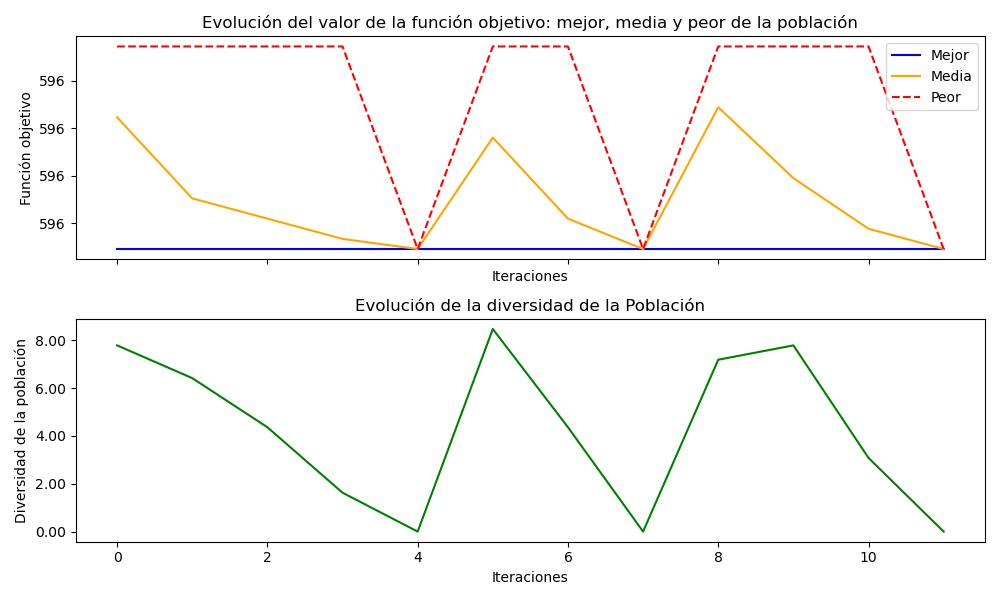 Evolución del valor de la función objetivo: mejor, media y peor de la población
Función objetivo
596
596
596
596
Mejor
Media
Peor
Iteraciones
Evolución de la diversidad de la Población
Diversidad de la población
8.00
6.00
4.00
2.00
0.00
0 2 4 6 8 10
Iteraciones